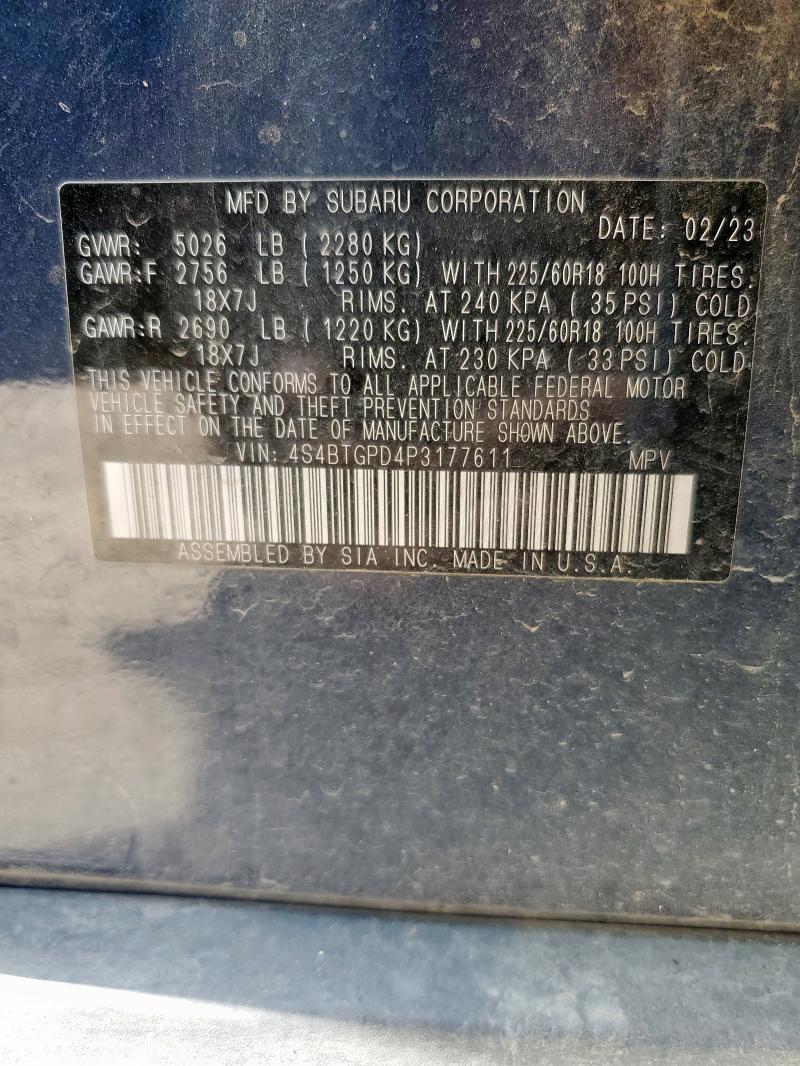 MFD BY SUBARU CORPORATION
DATE: 02/23
GVWR: 5026 LB ( 2280 KG)
GAWR:F 2756 LB ( 1250 KG) WITH 225/60R18 100H TIRES.
18X7J RIMS. AT 240 KPA ( 35 PSI) COLD
GAWR:R 2690 LB ( 1220 KG) WITH 225/60R18 100H TIRES.
18X7J RIMS. AT 230 KPA ( 33 PSI) COLD
THIS VEHICLE CONFORMS TO ALL APPLICABLE FEDERAL MOTOR
VEHICLE SAFETY AND THEFT PREVENTION STANDARDS
IN EFFECT ON THE DATE OF MANUFACTURE SHOWN ABOVE.
VIN: 4S4BTGPD4P3177611 MPV
ASSEMBLED BY SIA INC. MADE IN U.S.A.